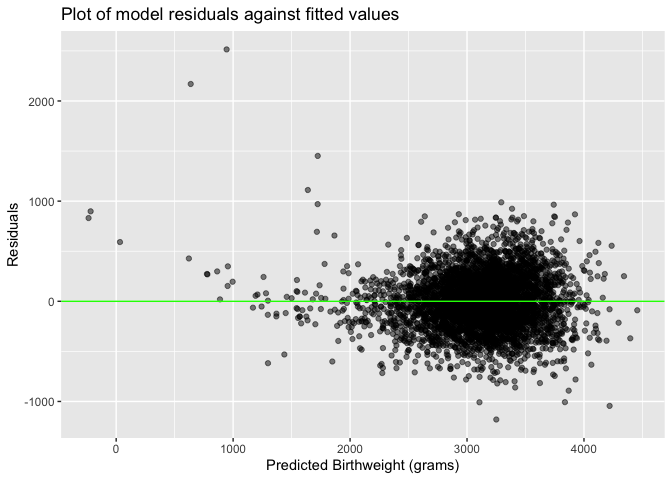 Plot of model residuals against fitted values
2000
1000
0
-1000
Residuals
0 1000 2000 3000 4000
Predicted Birthweight (grams)